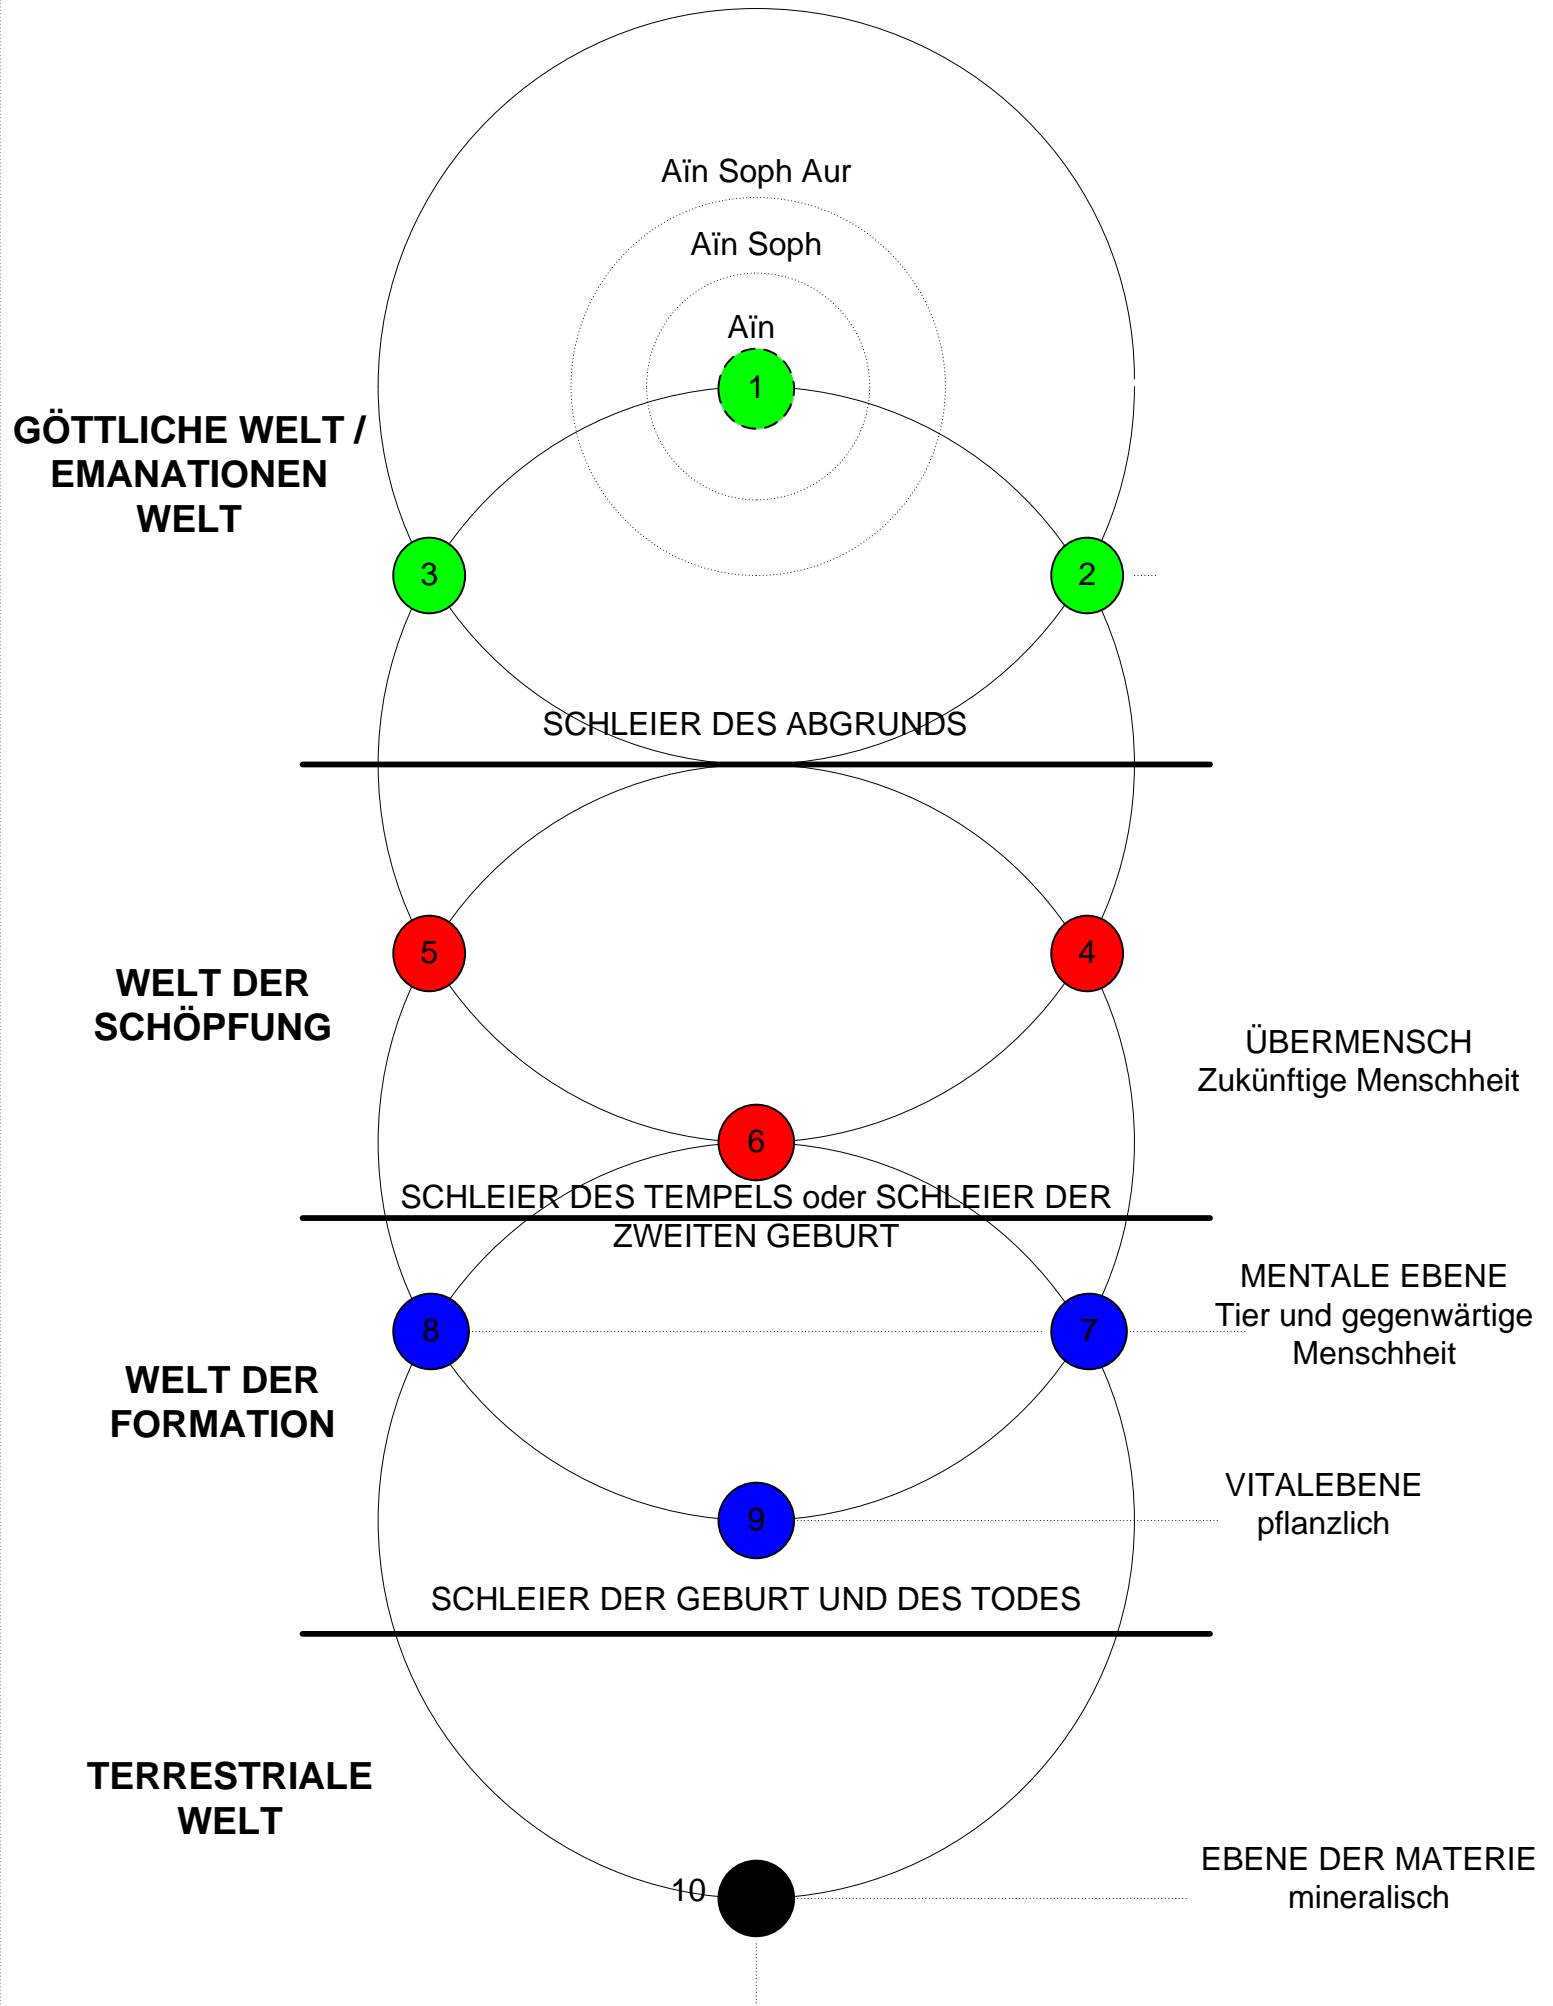 Aïn Soph Aur
Aïn Soph
Aïn
1
GÖTTLICHE WELT /
EMANATIONEN
WELT
3
2
SCHLEIER DES ABGRUNDS
5
4
WELT DER
SCHÖPFUNG
ÜBERMENSCH
Zukünftige Menschheit
6
SCHLEIER DES TEMPELS oder SCHLEIER DER
ZWEITEN GEBURT
MENTALE EBENE
Tier und gegenwärtige
Menschheit
8
7
WELT DER
FORMATION
VITALEBENE
pflanzlich
9
SCHLEIER DER GEBURT UND DES TODES
TERRESTRIALE
WELT
10
EBENE DER MATERIE
mineralisch